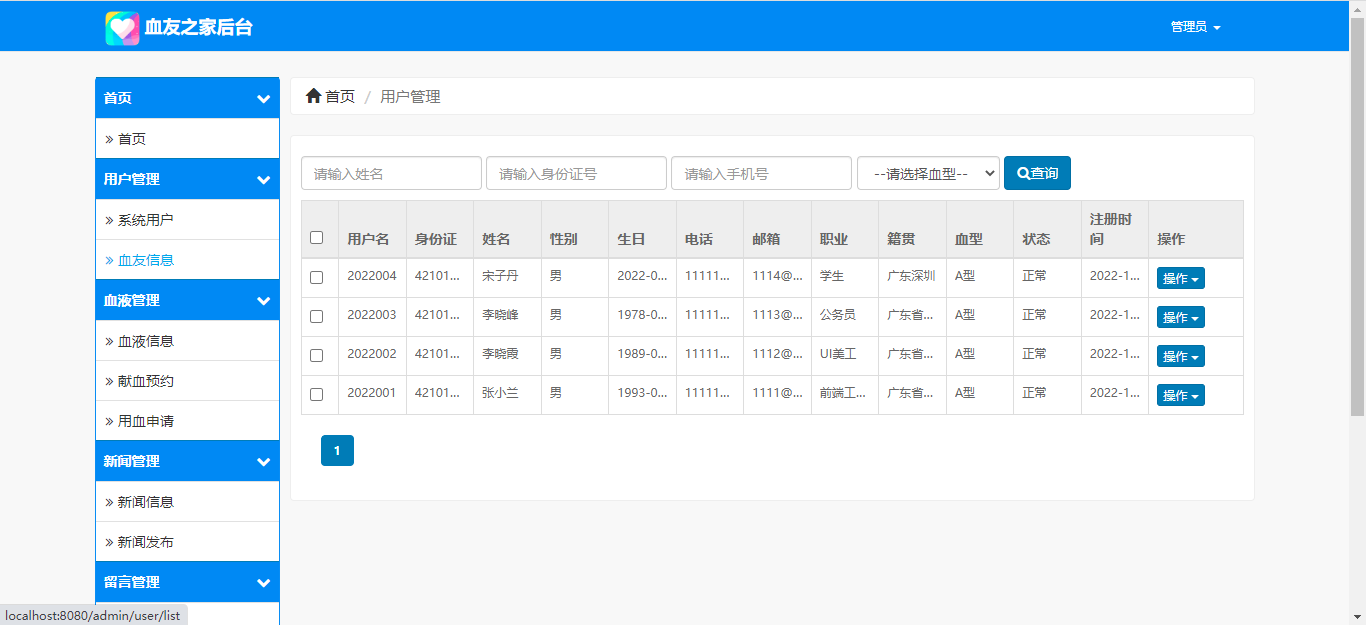 血友之家后台
管理员
首页
» 首页
用户管理
» 系统用户
» 血友信息
血液管理
» 血液信息
» 献血预约
» 用血申请
新闻管理
» 新闻信息
» 新闻发布
留言管理
首页 / 用户管理
请输入姓名 请输入身份证号 请输入手机号 --请选择血型-- 查询
用户名 身份证 姓名 性别 生日 电话 邮箱 职业 籍贯 血型 状态 注册时间 操作
2022004 42101... 宋子丹 男 2022-0... 11111... 1114@... 学生 广东深圳 A型 正常 2022-1... 操作
2022003 42101... 李晓峰 男 1978-0... 11111... 1113@... 公务员 广东省... A型 正常 2022-1... 操作
2022002 42101... 李晓霞 男 1989-0... 11111... 1112@... UI美工 广东省... A型 正常 2022-1... 操作
2022001 42101... 张小兰 男 1993-0... 11111... 1111@... 前端工... 广东省... A型 正常 2022-1... 操作
1
localhost:8080/admin/user/list